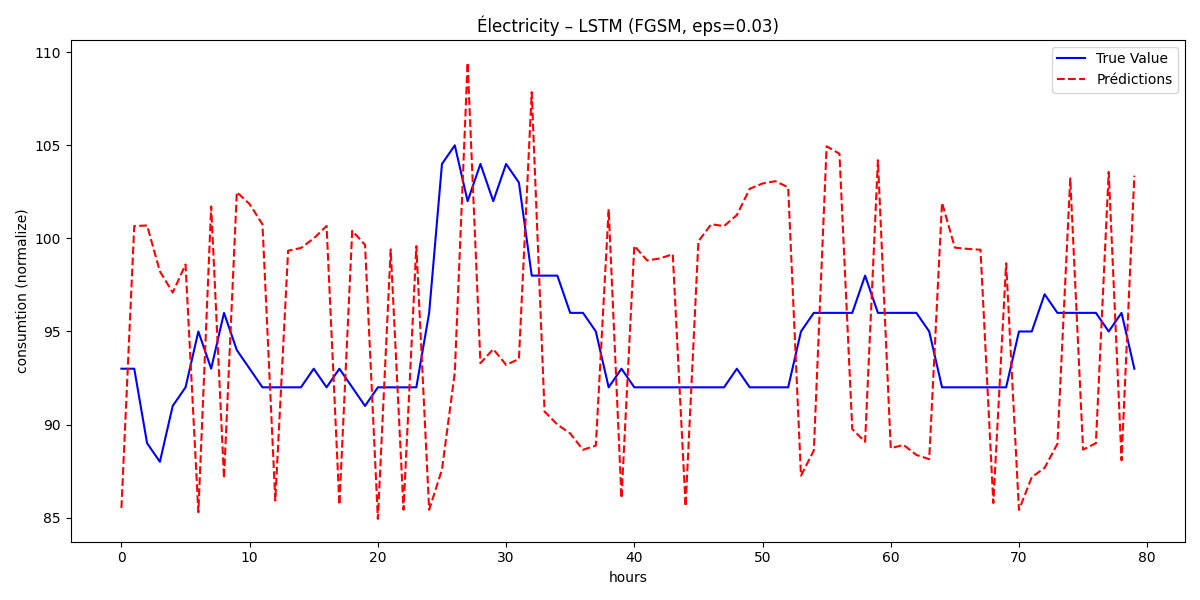 Électricity – LSTM (FGSM, eps=0.03)
True Value
Prédictions
consumtion (normalize)
110
105
100
95
90
85
0 10 20 30 40 50 60 70 80
hours